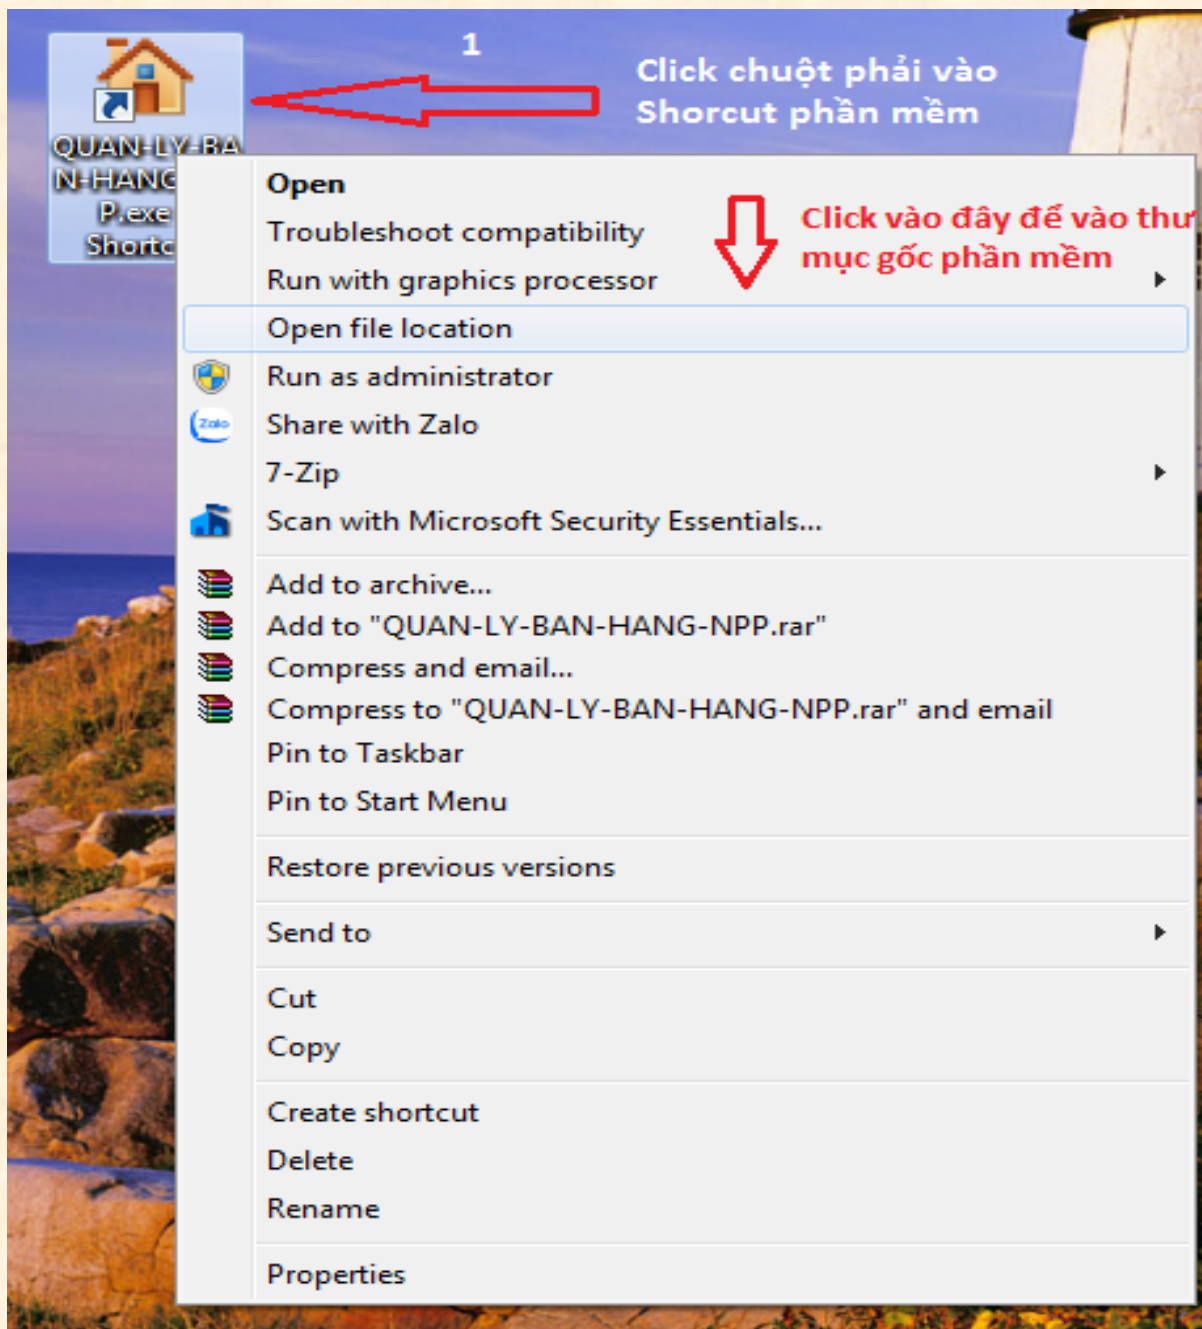 1
Click chuột phải vào
Shorcut phần mềm
QUAN-LY-BA
N-HANG
P.exe
Shortc
Open
Troubleshoot compatibility
Click vào đây để vào thư
mục gốc phần mềm
Run with graphics processor
Open file location
Run as administrator
Zalo
Share with Zalo
7-Zip
Scan with Microsoft Security Essentials...
Add to archive...
Add to "QUAN-LY-BAN-HANG-NPP.rar"
Compress and email...
Compress to "QUAN-LY-BAN-HANG-NPP.rar" and email
Pin to Taskbar
Pin to Start Menu
Restore previous versions
Send to
Cut
Copy
Create shortcut
Delete
Rename
Properties